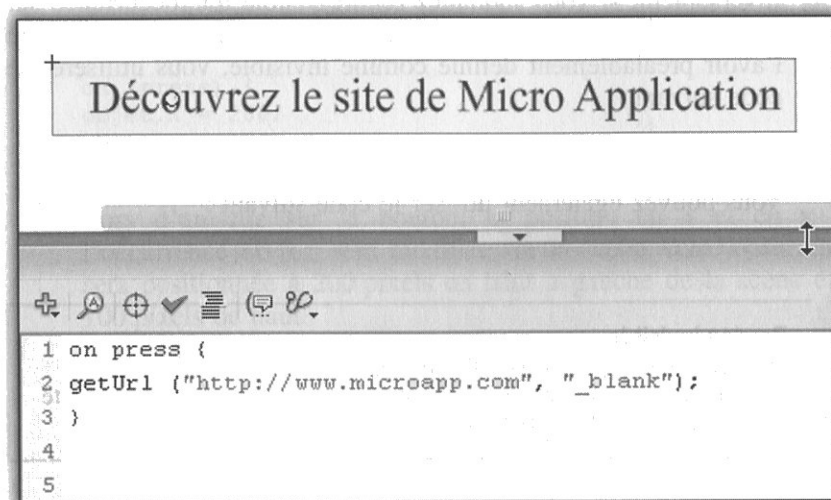 Découvrez le site de Micro Application
1 on press {
2 getUrl ("http://www.microapp.com", "_blank");
3 }
4
5